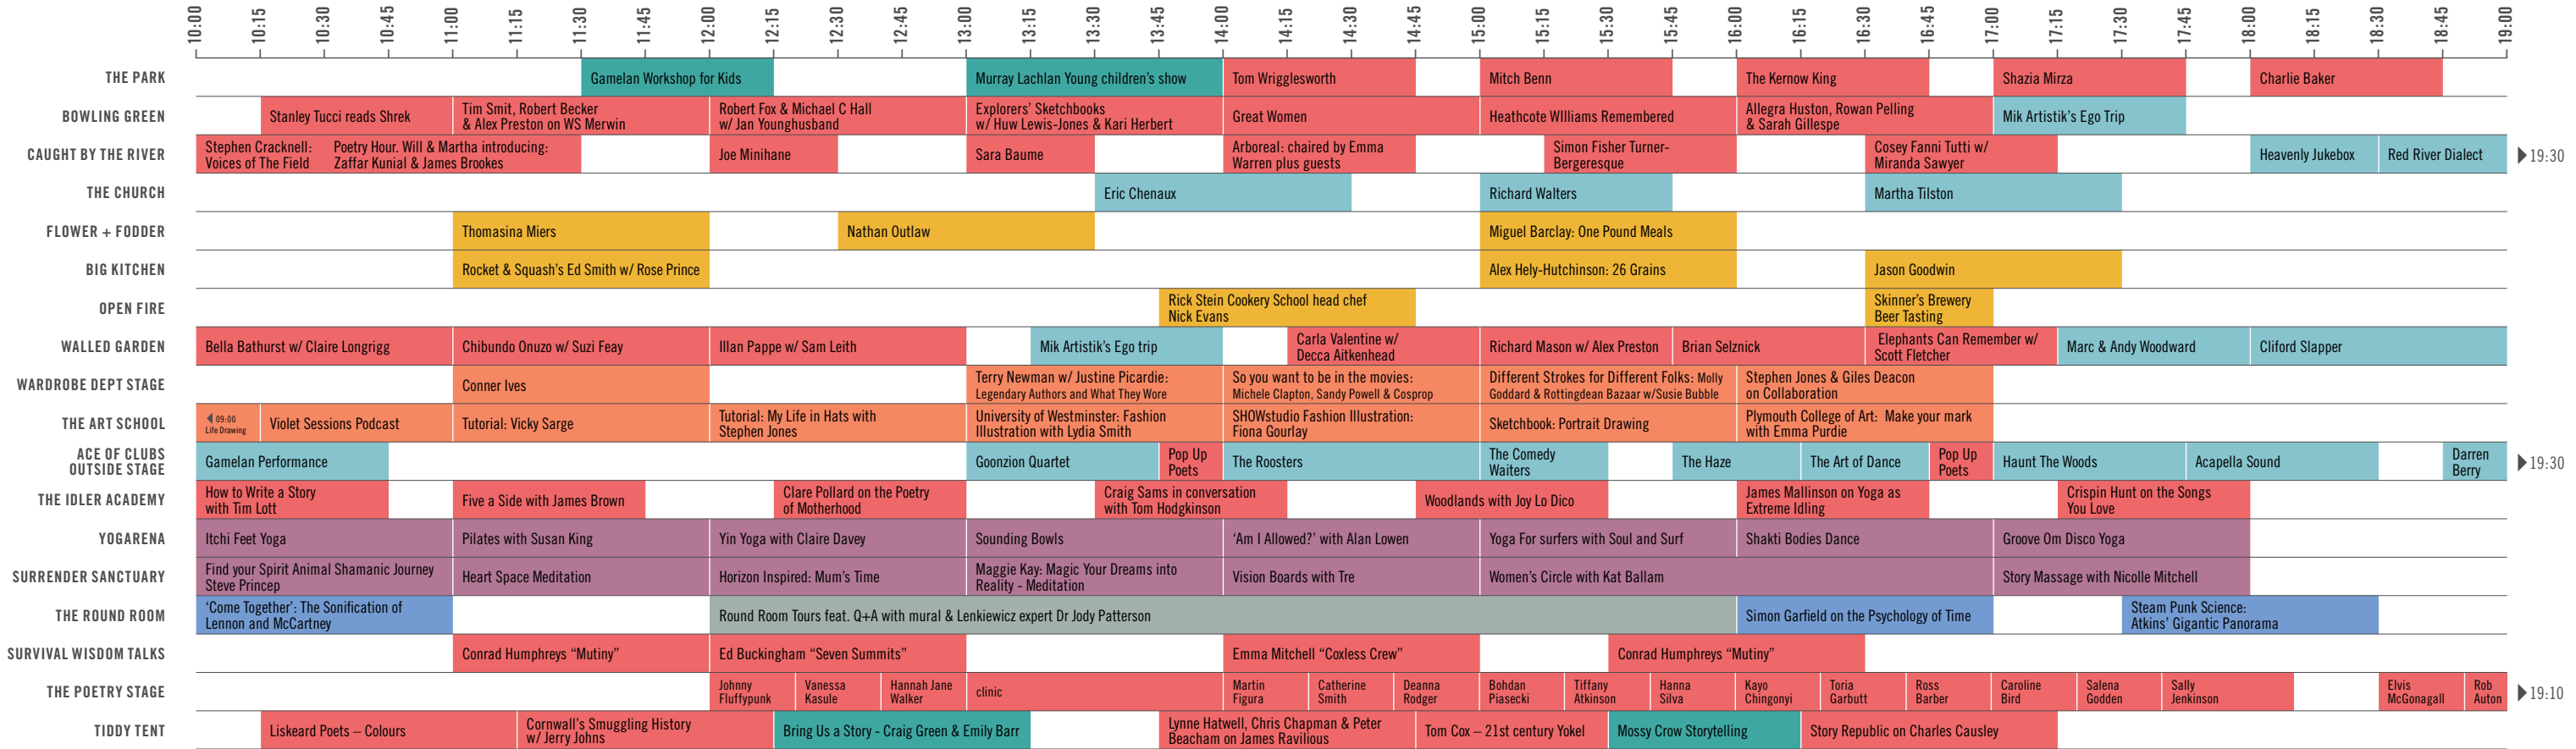 10:00 10:15 10:30 10:45 11:00 11:15 11:30 11:45 12:00 12:15 12:30 12:45 13:00 13:15 13:30 13:45 14:00 14:15 14:30 14:45 15:00 15:15 15:30 15:45 16:00 16:15 16:30 16:45 17:00 17:15 17:30 17:45 18:00 18:15 18:30 18:45 19:00
THE PARK
Gamelan Workshop for Kids
Murray Lachlan Young children's show
Tom Wrigglesworth
Mitch Benn
The Kernow King
Shazia Mirza
Charlie Baker
BOWLING GREEN
Stanley Tucci reads Shrek
Tim Smit, Robert Becker
& Alex Preston on WS Merwin
Robert Fox & Michael C Hall
w/ Jan Younghusband
Explorers' Sketchbooks
w/ Huw Lewis-Jones & Kari Herbert
Great Women
Heathcote WIlliams Remembered
Allegra Huston, Rowan Pelling
& Sarah Gillespe
Mik Artistik's Ego Trip
CAUGHT BY THE RIVER
Stephen Cracknell:
Voices of The Field
Poetry Hour. Will & Martha introducing:
Zaffar Kunial & James Brookes
Joe Minihane
Sara Baume
Arboreal: chaired by Emma
Warren plus guests
Simon Fisher Turner-
Bergeresque
Cosey Fanni Tutti w/
Miranda Sawyer
Heavenly Jukebox
Red River Dialect
19:30
THE CHURCH
Eric Chenaux
Richard Walters
Martha Tilston
FLOWER + FODDER
Thomasina Miers
Nathan Outlaw
Miguel Barclay: One Pound Meals
BIG KITCHEN
Rocket & Squash's Ed Smith w/ Rose Prince
Alex Hely-Hutchinson: 26 Grains
Jason Goodwin
OPEN FIRE
Rick Stein Cookery School head chef
Nick Evans
Skinner's Brewery
Beer Tasting
WALLED GARDEN
Bella Bathurst w/ Claire Longrigg
Chibundo Onuzo w/ Suzi Feay
Illan Pappe w/ Sam Leith
Mik Artistik's Ego trip
Carla Valentine w/
Decca Aitkenhead
Richard Mason w/ Alex Preston
Brian Selznick
Elephants Can Remember w/
Scott Fletcher
Marc & Andy Woodward
Cliford Slapper
WARDROBE DEPT STAGE
Conner Ives
Terry Newman w/ Justine Picardie:
Legendary Authors and What They Wore
So you want to be in the movies:
Michele Clapton, Sandy Powell & Cosprop
Different Strokes for Different Folks: Molly
Goddard & Rottingdean Bazaar w/Susie Bubble
Stephen Jones & Giles Deacon
on Collaboration
THE ART SCHOOL
09:00
Life Drawing
Violet Sessions Podcast
Tutorial: Vicky Sarge
Tutorial: My Life in Hats with
Stephen Jones
University of Westminster: Fashion
Illustration with Lydia Smith
SHOWstudio Fashion Illustration:
Fiona Gourlay
Sketchbook: Portrait Drawing
Plymouth College of Art: Make your mark
with Emma Purdie
ACE OF CLUBS
OUTSIDE STAGE
Gamelan Performance
Goonzion Quartet
Pop Up
Poets
The Roosters
The Comedy
Waiters
The Haze
The Art of Dance
Pop Up
Poets
Haunt The Woods
Acapella Sound
Darren
Berry
19:30
THE IDLER ACADEMY
How to Write a Story
with Tim Lott
Five a Side with James Brown
Clare Pollard on the Poetry
of Motherhood
Craig Sams in conversation
with Tom Hodgkinson
Woodlands with Joy Lo Dico
James Mallinson on Yoga as
Extreme Idling
Crispin Hunt on the Songs
You Love
YOGARENA
Itchi Feet Yoga
Pilates with Susan King
Yin Yoga with Claire Davey
Sounding Bowls
'Am I Allowed?' with Alan Lowen
Yoga For surfers with Soul and Surf
Shakti Bodies Dance
Groove Om Disco Yoga
SURRENDER SANCTUARY
Find your Spirit Animal Shamanic Journey
Steve Princep
Heart Space Meditation
Horizon Inspired: Mum's Time
Maggie Kay: Magic Your Dreams into
Reality - Meditation
Vision Boards with Tre
Women's Circle with Kat Ballam
Story Massage with Nicolle Mitchell
THE ROUND ROOM
'Come Together': The Sonification of
Lennon and McCartney
Round Room Tours feat. Q+A with mural & Lenkiewicz expert Dr Jody Patterson
Simon Garfield on the Psychology of Time
Steam Punk Science:
Atkins' Gigantic Panorama
SURVIVAL WISDOM TALKS
Conrad Humphreys "Mutiny"
Ed Buckingham "Seven Summits"
Emma Mitchell "Coxless Crew"
Conrad Humphreys "Mutiny"
THE POETRY STAGE
Johnny
Fluffypunk
Vanessa
Kasule
Hannah Jane
Walker
clinic
Martin
Figura
Catherine
Smith
Deanna
Rodger
Bohdan
Piasecki
Tiffany
Atkinson
Hanna
Silva
Kayo
Chingonyi
Toria
Garbutt
Ross
Barber
Caroline
Bird
Salena
Godden
Sally
Jenkinson
Elvis
McGonagall
Rob
Auton
19:10
TIDDY TENT
Liskeard Poets – Colours
Cornwall's Smuggling History
w/ Jerry Johns
Bring Us a Story - Craig Green & Emily Barr
Lynne Hatwell, Chris Chapman & Peter
Beacham on James Ravilious
Tom Cox – 21st century Yokel
Mossy Crow Storytelling
Story Republic on Charles Causley